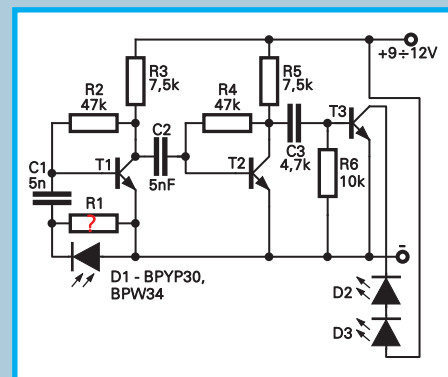 +9÷12V
R3
7,5k
R5
7,5k
R2
47k
R4
47k
T3
C2
C1
5n
T1
5nF
T2
C3
4,7k
R6
10k
R1
?
-
D1 - BPYP30,
BPW34
D2
D3